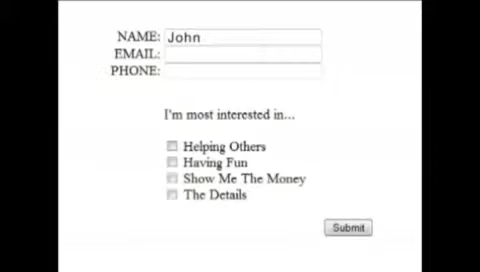 NAME: John
EMAIL:
PHONE:
I'm most interested in...
Helping Others
Having Fun
Show Me The Money
The Details
Submit